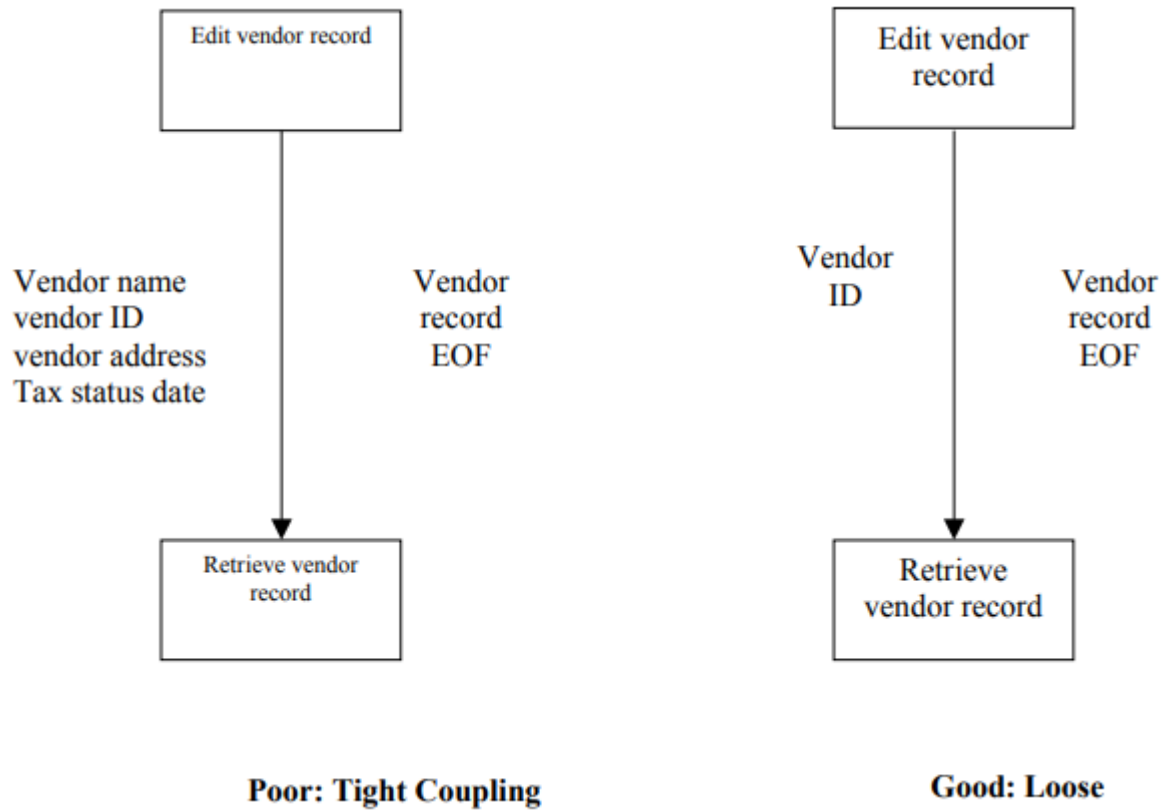 Edit vendor record
Vendor name
vendor ID
vendor address
Tax status date
Vendor
record
EOF
Retrieve vendor
record
Poor: Tight Coupling
Edit vendor
record
Vendor
ID
Vendor
record
EOF
Retrieve
vendor record
Good: Loose